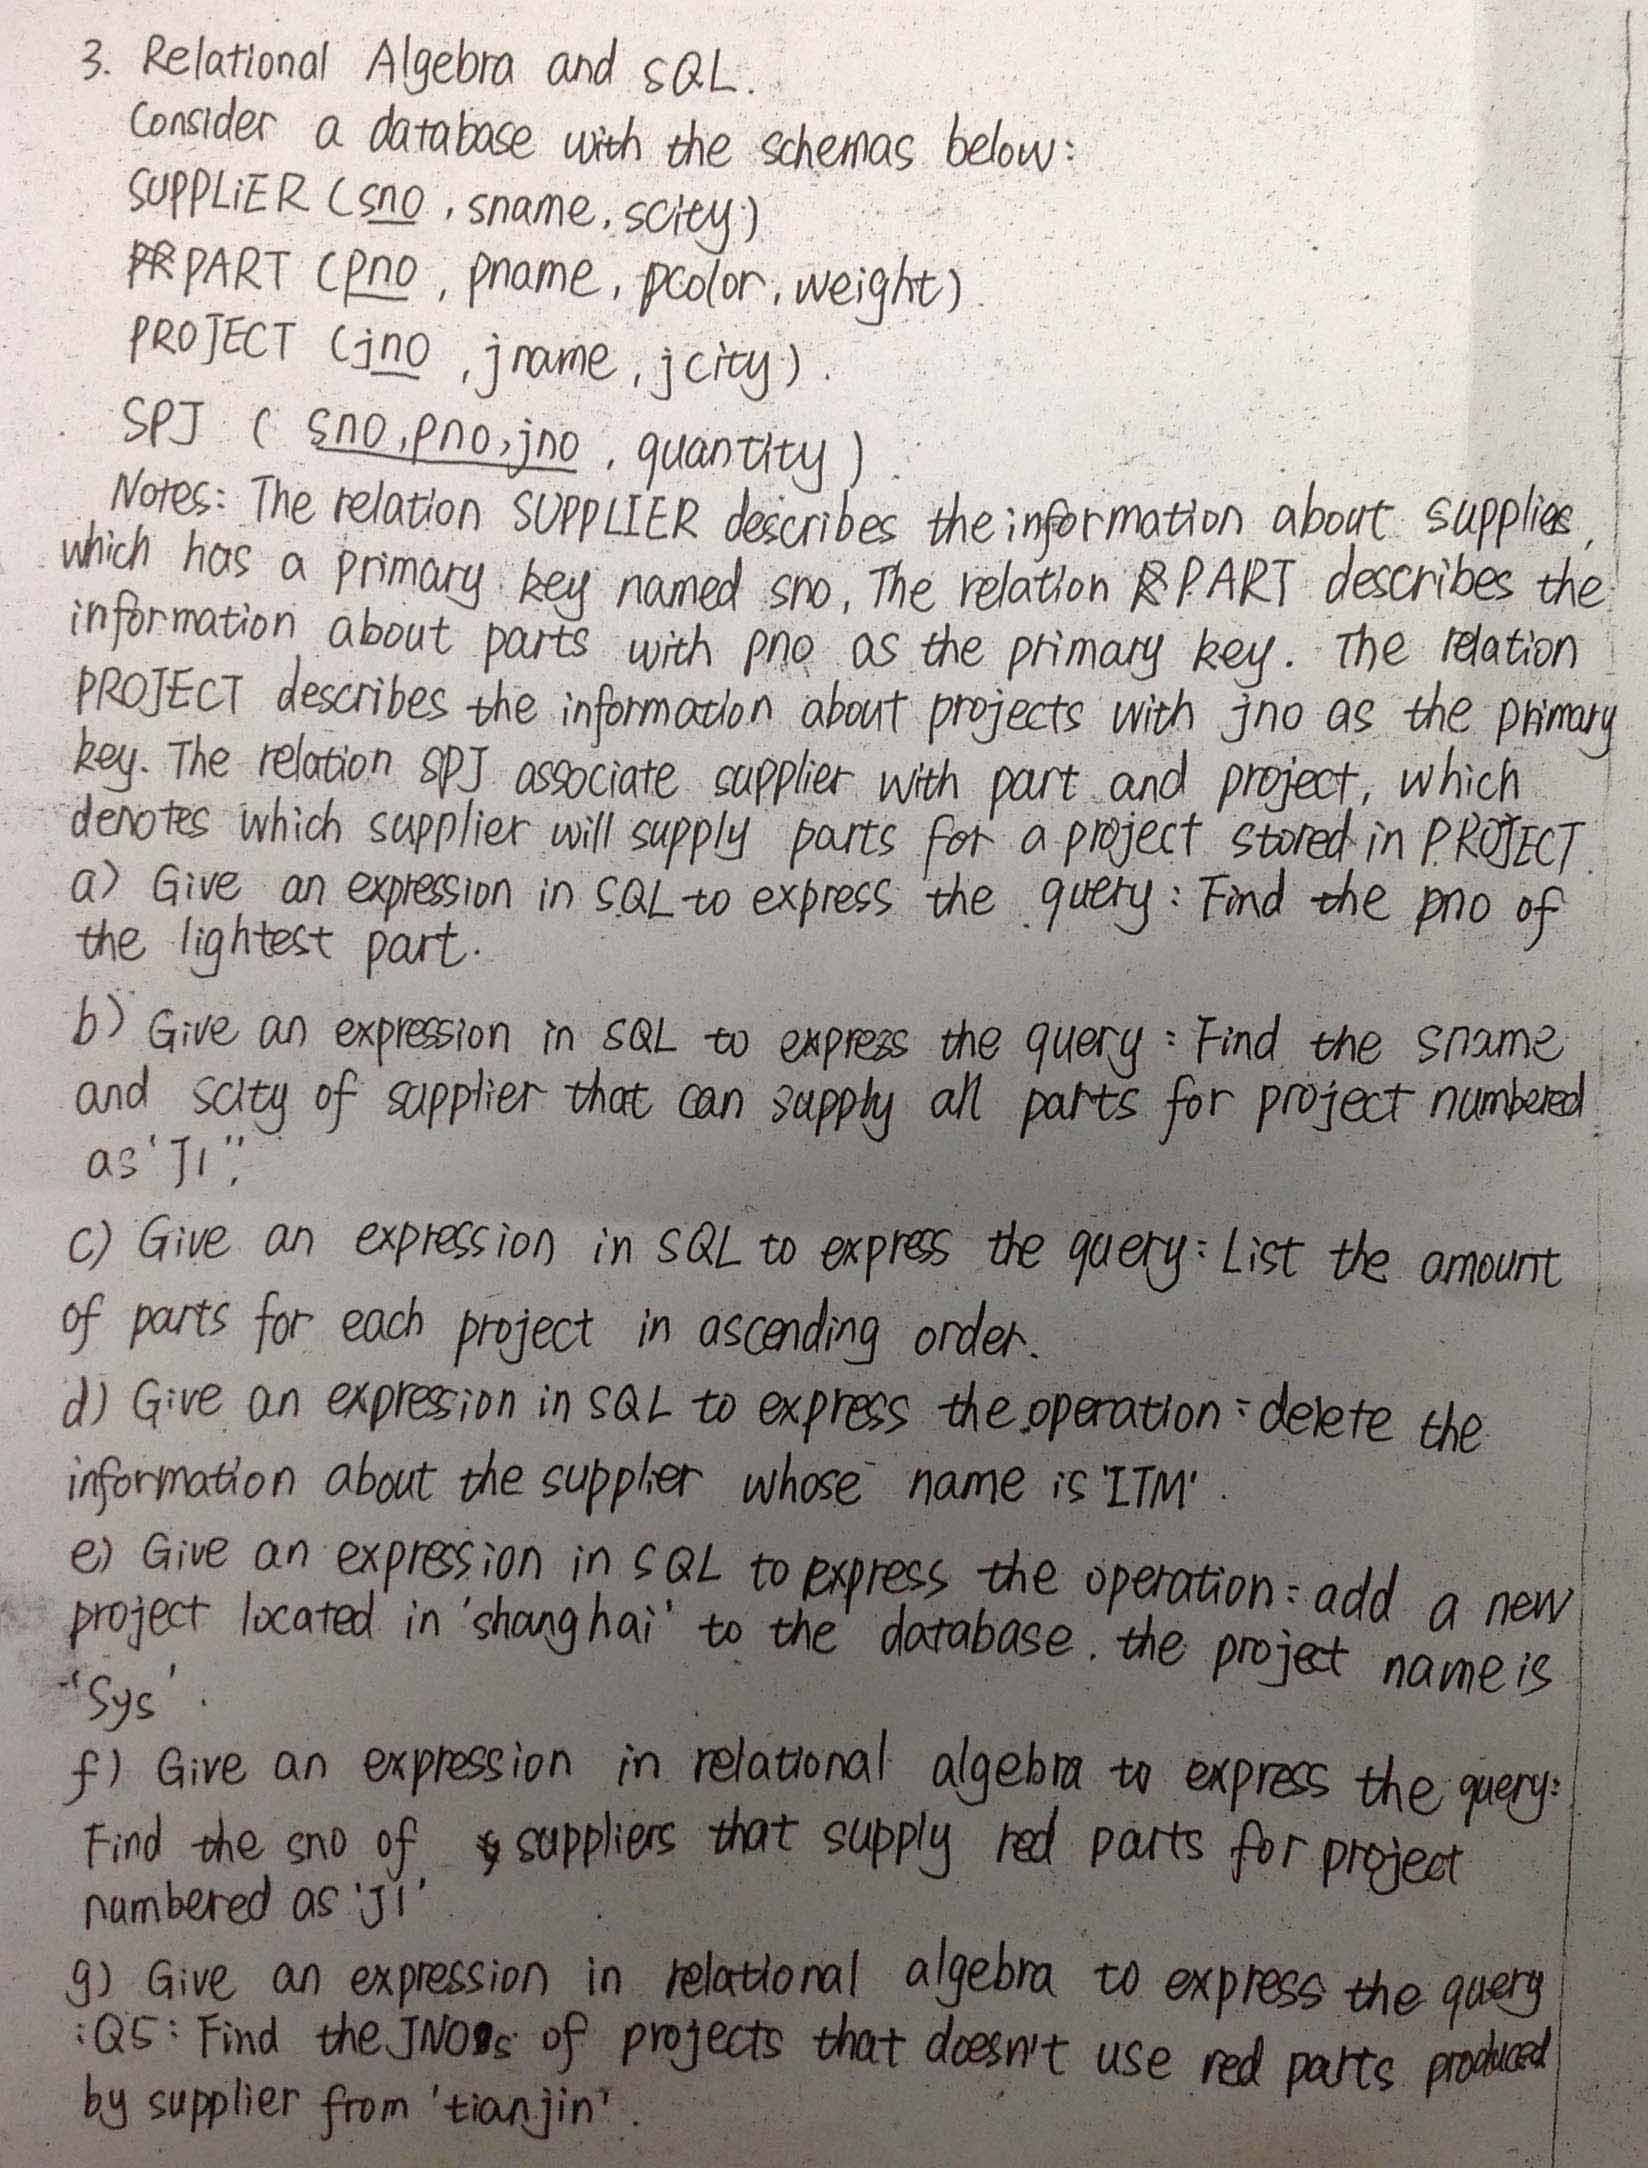 3. Relational Algebra and SQL.
Consider a database with the schemas below:
SUPPLIER (sno, sname, scity)
PART (pno, pname, pcolor, weight).
PROJECT (jno, jname, jcity).
SPJ (sno, pno, jno, quantity).
Notes: The relation SUPPLIER describes the information about supplies,
which has a primary key named sno, The relation PART describes the
information about parts with pno as the primary key. The relation
PROJECT describes the information about projects with jno as the primary
key. The relation SPJ associate supplier with part and project, which
denotes which supplier will supply parts for a project stored in PROJECT.
a) Give an expression in SQL to express the query: Find the pno of
the lightest part.
b) Give an expression in SQL to express the query: Find the sname
and scity of supplier that can supply all parts for project numbered
as 'J1'',
c) Give an expression in SQL to express the query: List the amount
of parts for each project in ascending order.
d) Give an expression in SQL to express the operation: delete the
information about the supplier whose name is 'ITM'.
e) Give an expression in SQL to express the operation: add a new
project located in 'shanghai' to the database. the project name is
'Sys'.
f) Give an expression in relational algebra to express the query:
Find the sno of suppliers that supply red parts for project
numbered as 'J1'
g) Give an expression in relational algebra to express the query
: Q5: Find the JNOs of projects that doesn't use red parts produced
by supplier from 'tianjin'.